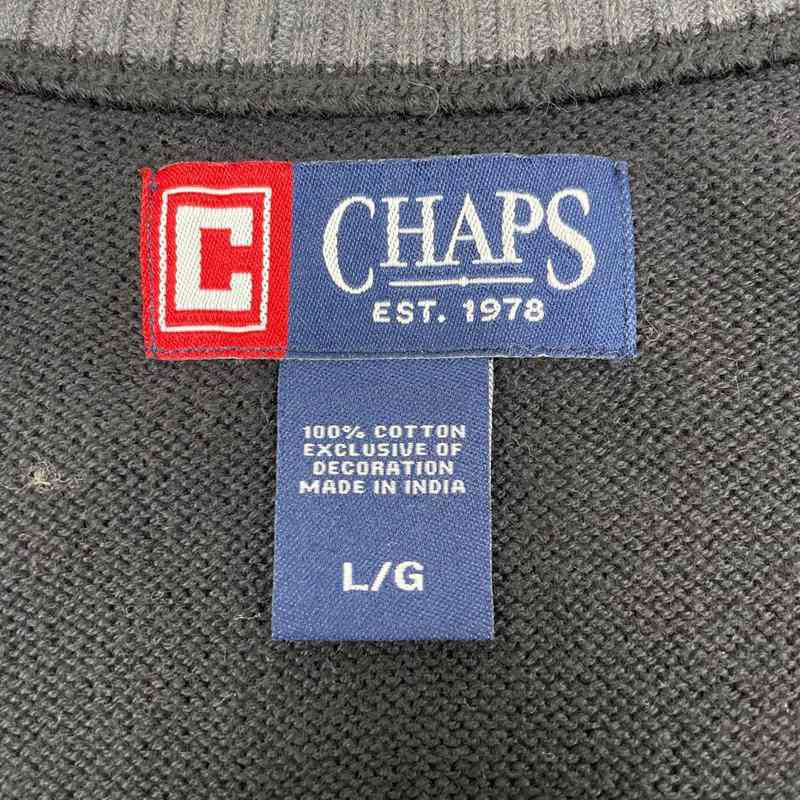 C
CHAPS
EST. 1978
100% COTTON
EXCLUSIVE OF
DECORATION
MADE IN INDIA
L/G